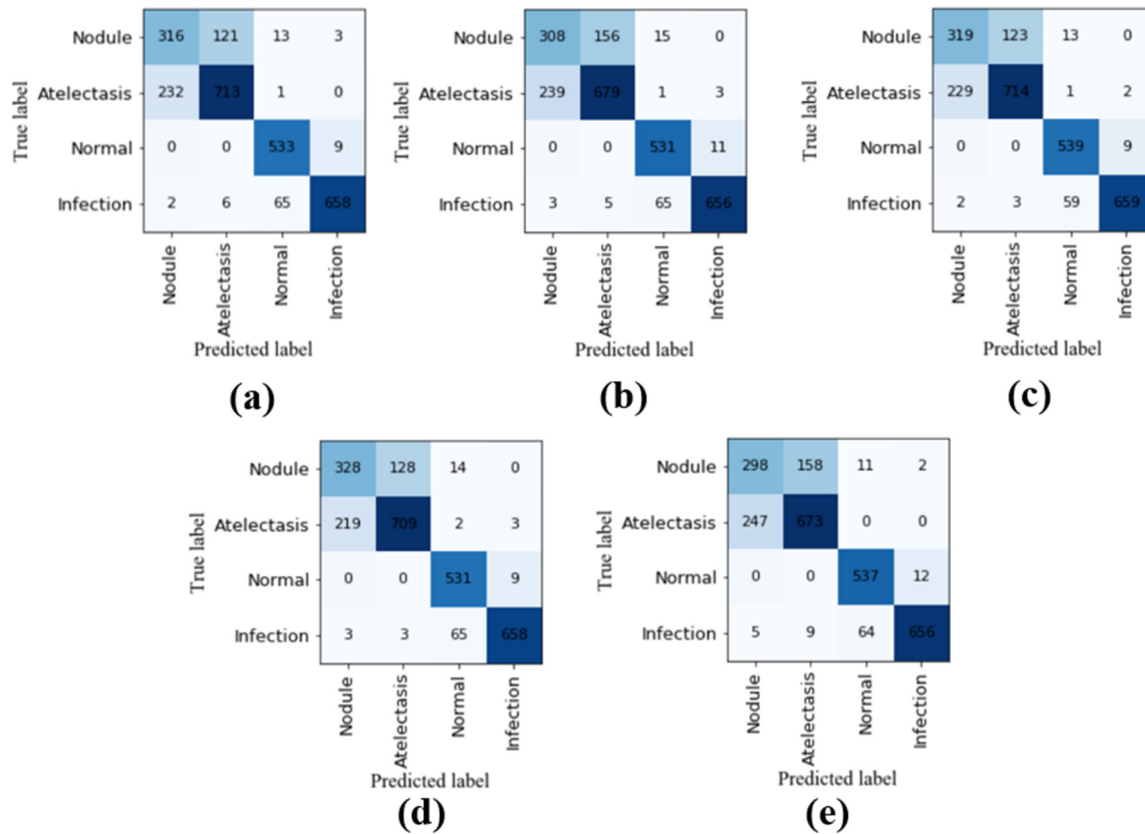 True label
Nodule 316 121 13 3
Atelectasis 232 713 1 0
Normal 0 0 533 9
Infection 2 6 65 658
Nodule Atelectasis Normal Infection
Predicted label
(a)
True label
Nodule 308 156 15 0
Atelectasis 239 679 1 3
Normal 0 0 531 11
Infection 3 5 65 656
Nodule Atelectasis Normal Infection
Predicted label
(b)
True label
Nodule 319 123 13 0
Atelectasis 229 714 1 2
Normal 0 0 539 9
Infection 2 3 59 659
Nodule Atelectasis Normal Infection
Predicted label
(c)
True label
Nodule 328 128 14 0
Atelectasis 219 709 2 3
Normal 0 0 531 9
Infection 3 3 65 658
Nodule Atelectasis Normal Infection
Predicted label
(d)
True label
Nodule 298 158 11 2
Atelectasis 247 673 0 0
Normal 0 0 537 12
Infection 5 9 64 656
Nodule Atelectasis Normal Infection
Predicted label
(e)